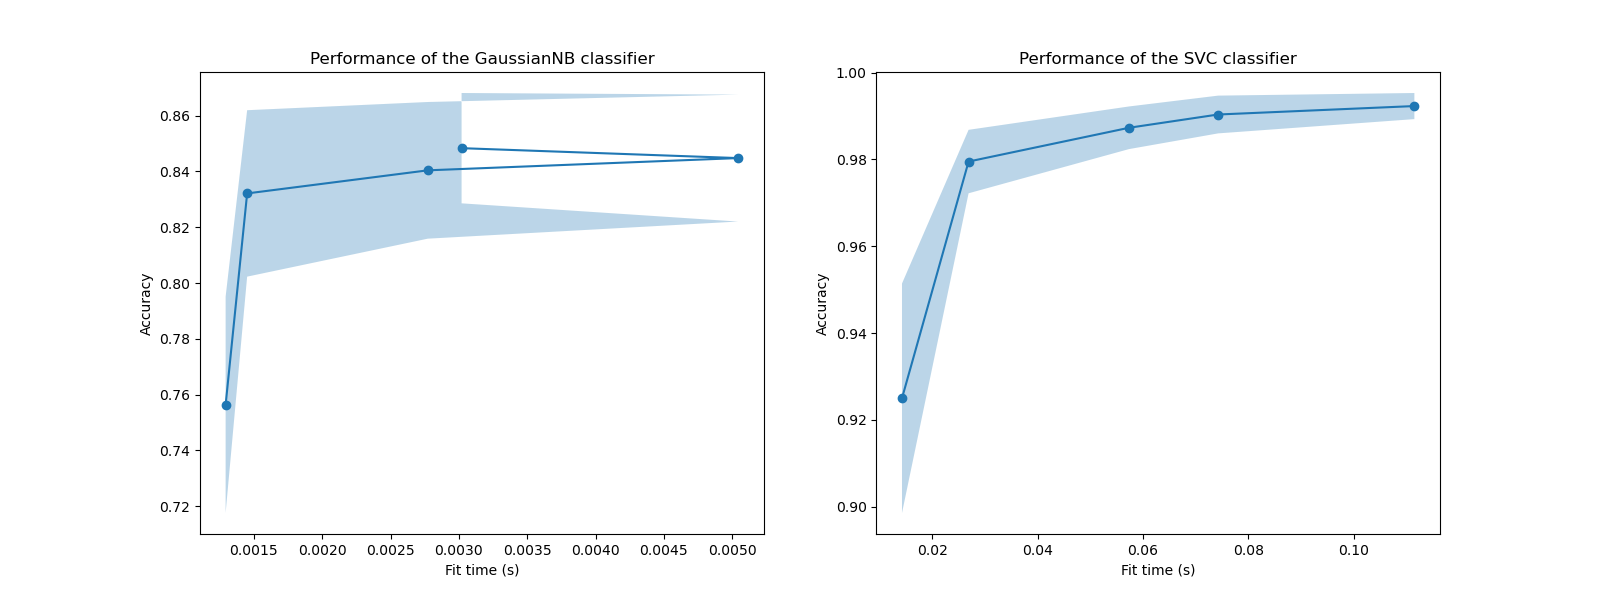 Performance of the GaussianNB classifier
0.86
0.84
0.82
0.80
0.78
0.76
0.74
0.72
Accuracy
0.0015 0.0020 0.0025 0.0030 0.0035 0.0040 0.0045 0.0050
Fit time (s)
Performance of the SVC classifier
1.00
0.98
0.96
0.94
0.92
0.90
Accuracy
0.02 0.04 0.06 0.08 0.10
Fit time (s)